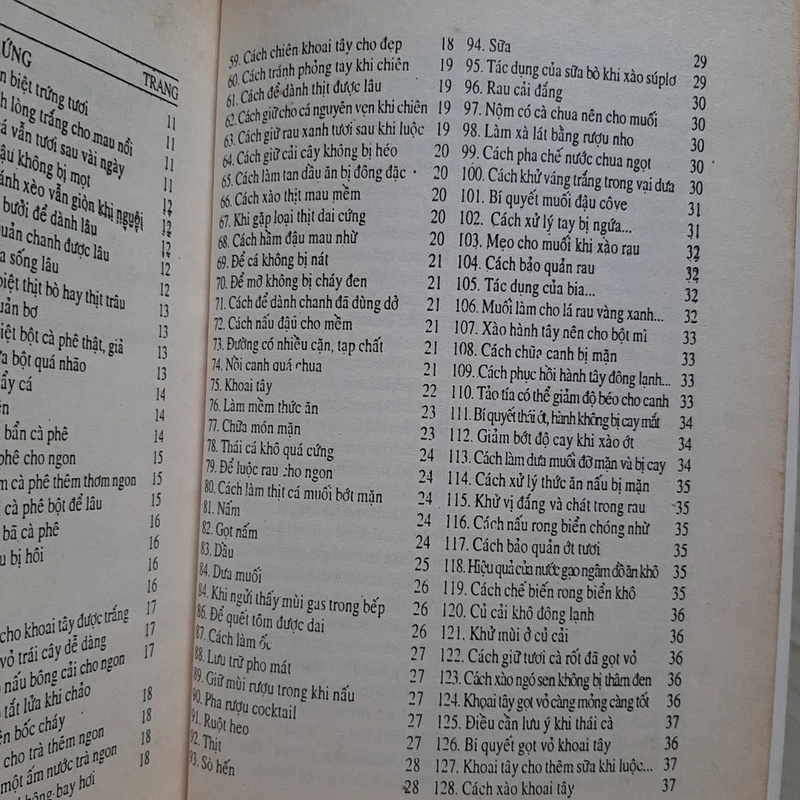 ỨNG
TRANG
n biệt trứng tươi 11
h lòng trắng cho mau nổi 11
á vẫn tươi sau vài ngày 11
ậu không bị mọt 11
ánh xèo vẫn giòn khi nguội 12
bưởi để dành lâu 12
uản chanh được lâu 12
a sống lâu 12
biệt thịt bò hay thịt trâu 12
uản bơ 13
iệt bột cà phê thật, giả 13
ửa bột quá nhão 13
ẩy cá 13
ên 14
bẩn cà phê 14
phê cho ngon 15
m cà phê thêm thơm ngon 15
cà phê bột để lâu 15
bã cà phê 16
u bị hôi 16
16
cho khoai tây được trắng 17
vỏ trái cây dễ dàng 17
nấu bông cải cho ngon 17
tắt lửa khi chảo
ên bốc cháy 18
cho trà thêm ngon 18
một ấm nước trà ngon 18
không bay hơi 18
59. Cách chiên khoai tây cho đẹp 18
60. Cách tránh phỏng tay khi chiên 19
61. Cách để dành thịt được lâu 19
62. Cách giữ cho cá nguyên vẹn khi chiên 19
63. Cách giữ rau xanh tươi sau khi luộc 19
64. Cách giữ cải cây không bị héo 20
65. Cách làm tan dầu ăn bị đông đặc 20
66. Cách xào thịt mau mềm 20
67. Khi gặp loại thịt dai cứng 20
68. Cách hầm đậu mau nhừ 20
69. Để cá không bị nát 21
70. Để mỡ không bị cháy đen 21
71. Cách để dành chanh đã dùng dở 21
72. Cách nấu đậu cho mềm 21
73. Đường có nhiều cặn, tạp chất 21
74. Nồi canh quá chua 21
75. Khoai tây 22
76. Làm mềm thức ăn 23
77. Chữa món mặn 23
78. Thái cá khô quá cứng 24
79. Để luộc rau cho ngon 24
80. Cách làm thịt cá muối bớt mặn 24
81. Nấm 24
82. Gọt nấm 24
83. Dầu 25
84. Dưa muối 26
84. Khi ngửi thấy mùi gas trong bếp 26
86. Để quết tôm được dai 26
87. Cách làm ốc 27
88. Lưu trữ pho mát 27
89. Giữ mùi rượu trong khi nấu 27
90. Pha rượu cocktail 27
91. Ruột heo 27
92. Thịt 28
93. Sò hến 28
94. Sữa 29
95. Tác dụng của sữa bò khi xào súplơ 29
96. Rau cải đắng 30
97. Nộm có cà chua nên cho muối 30
98. Làm xà lát bằng rượu nho 30
99. Cách pha chế nước chua ngọt 30
100. Cách khử váng trắng trong vại dưa 30
101. Bí quyết muối đậu côve 31
102. Cách xử lý tay bị ngứa... 31
103. Mẹo cho muối khi xào rau 32
104. Cách bảo quản rau 32
105. Tác dụng của bia... 32
106. Muối làm cho lá rau vàng xanh... 32
107. Xào hành tây nên cho bột mì 33
108. Cách chữa canh bị mặn 33
109. Cách phục hồi hành tây đông lạnh... 33
110. Tảo tía có thể giảm độ béo cho canh 33
111. Bí quyết thái ớt, hành không bị cay mắt 34
112. Giảm bớt độ cay khi xào ớt 34
113. Cách làm dưa muối đỡ mặn và bị cay 34
114. Cách xử lý thức ăn nấu bị mặn 35
115. Khử vị đắng và chát trong rau 35
116. Cách nấu rong biển chóng nhừ 35
117. Cách bảo quản ớt tươi 35
118. Hiệu quả của nước gạo ngâm đồ ăn khô 35
119. Cách chế biến rong biển khô
120. Củ cải khô đông lạnh 36
121. Khử mùi ở củ cải 36
122. Cách giữ tươi cà rốt đã gọt vỏ 36
123. Cách xào ngó sen không bị thâm đen 36
124. Khoai tây gọt vỏ càng mỏng càng tốt 36
125. Điều cần lưu ý khi thái cà 37
126. Bí quyết gọt vỏ khoai tây 36
127. Khoai tây cho thêm sữa khi luộc... 37
128. Cách xào khoai tây 37